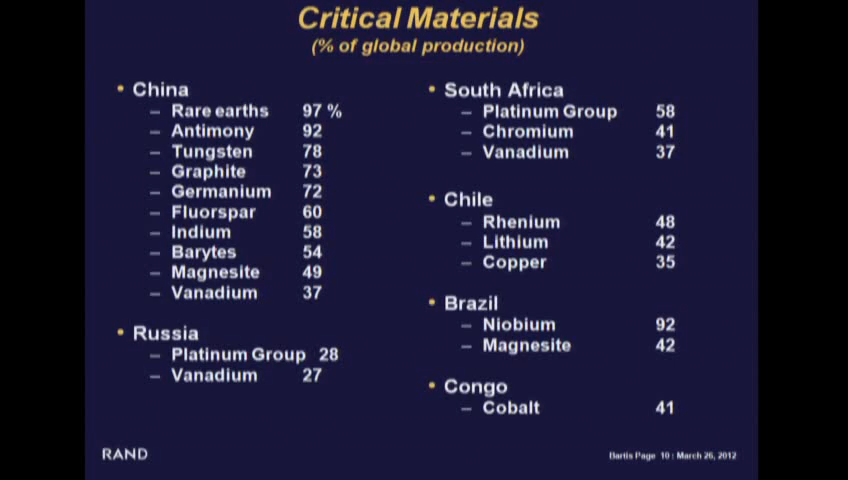 Critical Materials
(% of global production)
• China
– Rare earths 97 %
– Antimony 92
– Tungsten 78
– Graphite 73
– Germanium 72
– Fluorspar 60
– Indium 58
– Barytes 54
– Magnesite 49
– Vanadium 37
• Russia
– Platinum Group 28
– Vanadium 27
• South Africa
– Platinum Group 58
– Chromium 41
– Vanadium 37
• Chile
– Rhenium 48
– Lithium 42
– Copper 35
• Brazil
– Niobium 92
– Magnesite 42
• Congo
– Cobalt 41
RAND
Bartis Page 10 : March 26, 2012